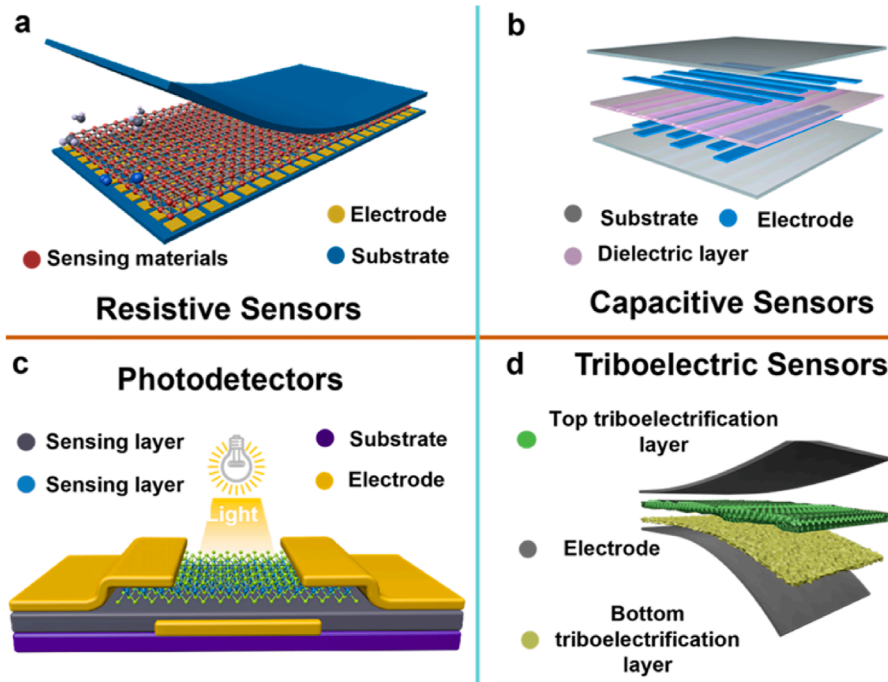 a
Electrode
Sensing materials
Substrate
Resistive Sensors
b
Substrate
Electrode
Dielectric layer
Capacitive Sensors
c
Photodetectors
Sensing layer
Substrate
Sensing layer
Electrode
Light
d
Triboelectric Sensors
Top triboelectrification
layer
Electrode
Bottom
triboelectrification
layer